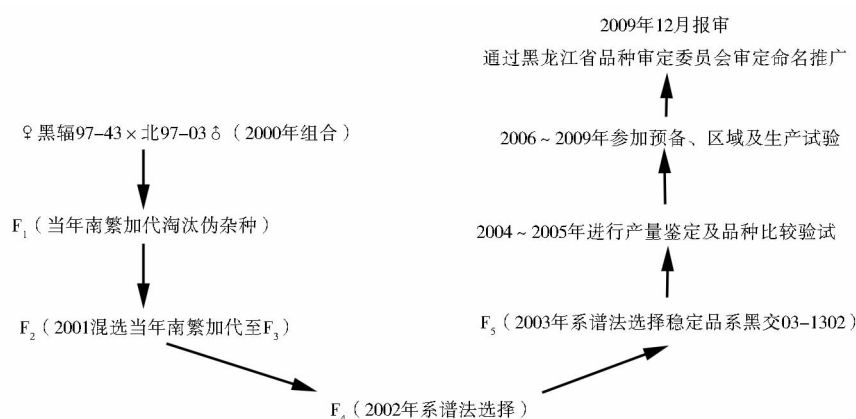 ♀黑辐97-43×北97-03♂（2000年组合）
F₁（当年南繁加代淘汰伪杂种）
F₂（2001混选当年南繁加代至F₃）
F₄（2002年系谱法选择）
F₅（2003年系谱法选择稳定品系黑交03-1302）
2004～2005年进行产量鉴定及品种比较验试
2006～2009年参加预备、区域及生产试验
2009年12月报审
通过黑龙江省品种审定委员会审定命名推广